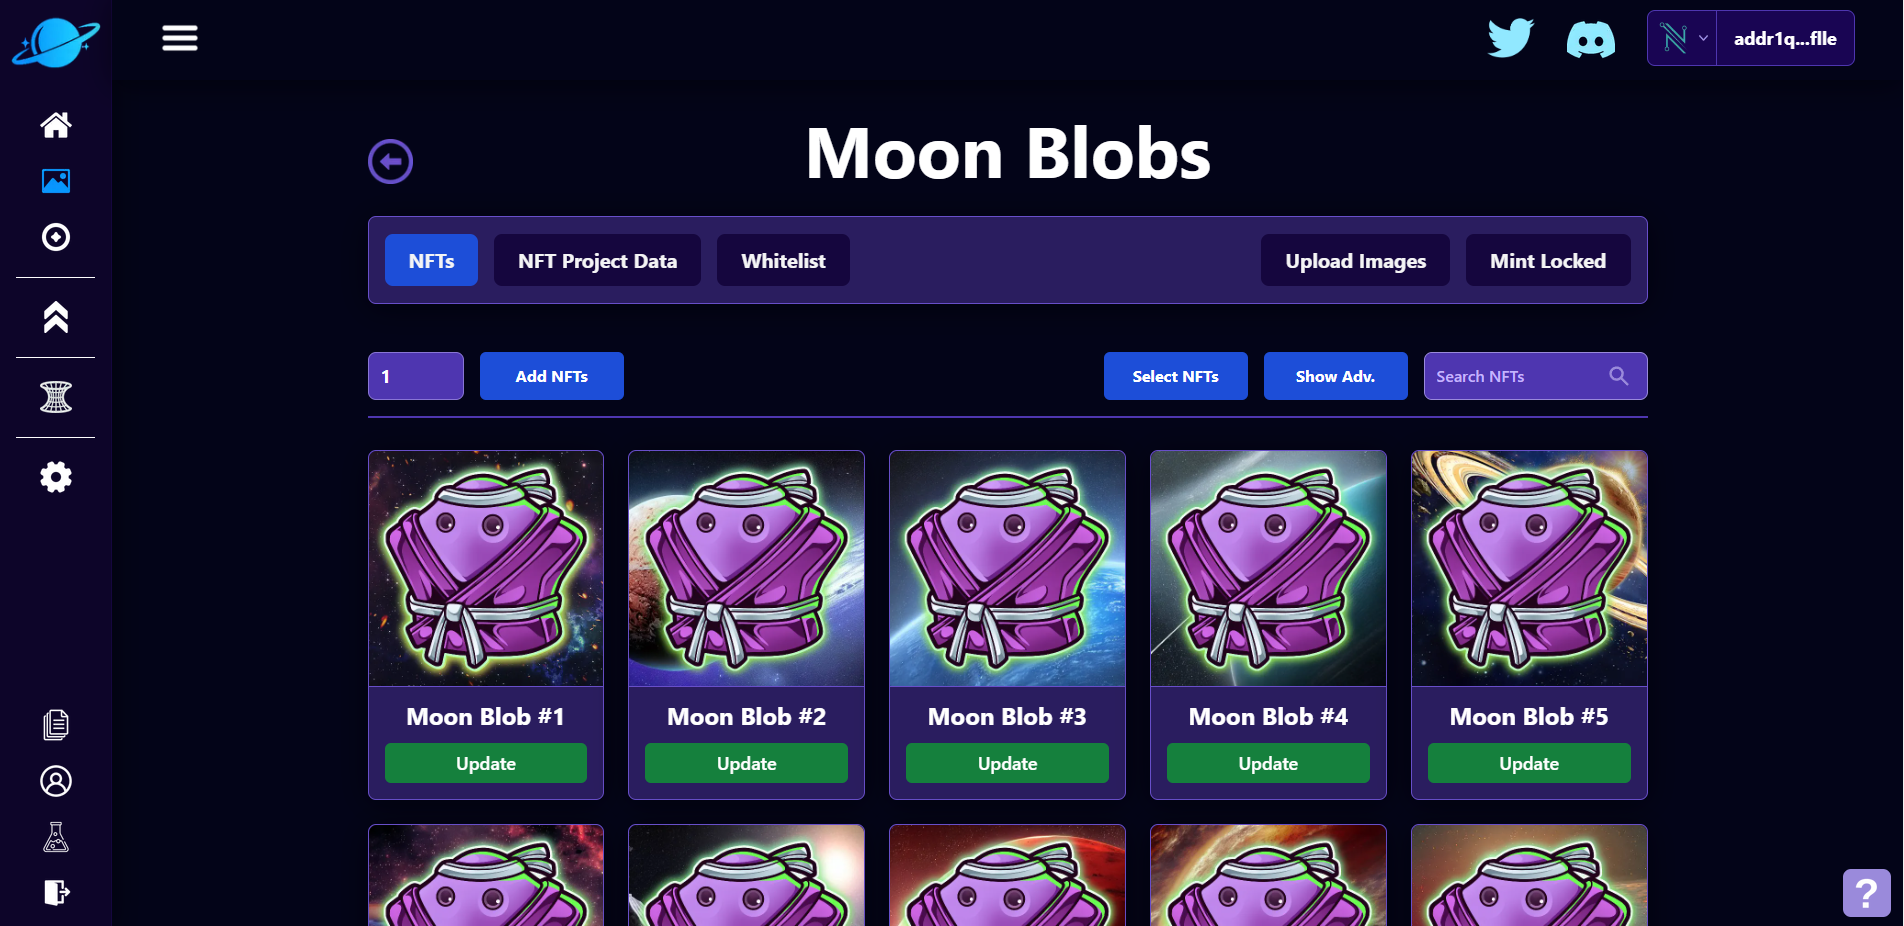 addr1q...flle
Moon Blobs
NFTs
NFT Project Data
Whitelist
Upload Images
Mint Locked
1
Add NFTs
Select NFTs
Show Adv.
Search NFTs
Moon Blob #1
Update
Moon Blob #2
Update
Moon Blob #3
Update
Moon Blob #4
Update
Moon Blob #5
Update
?